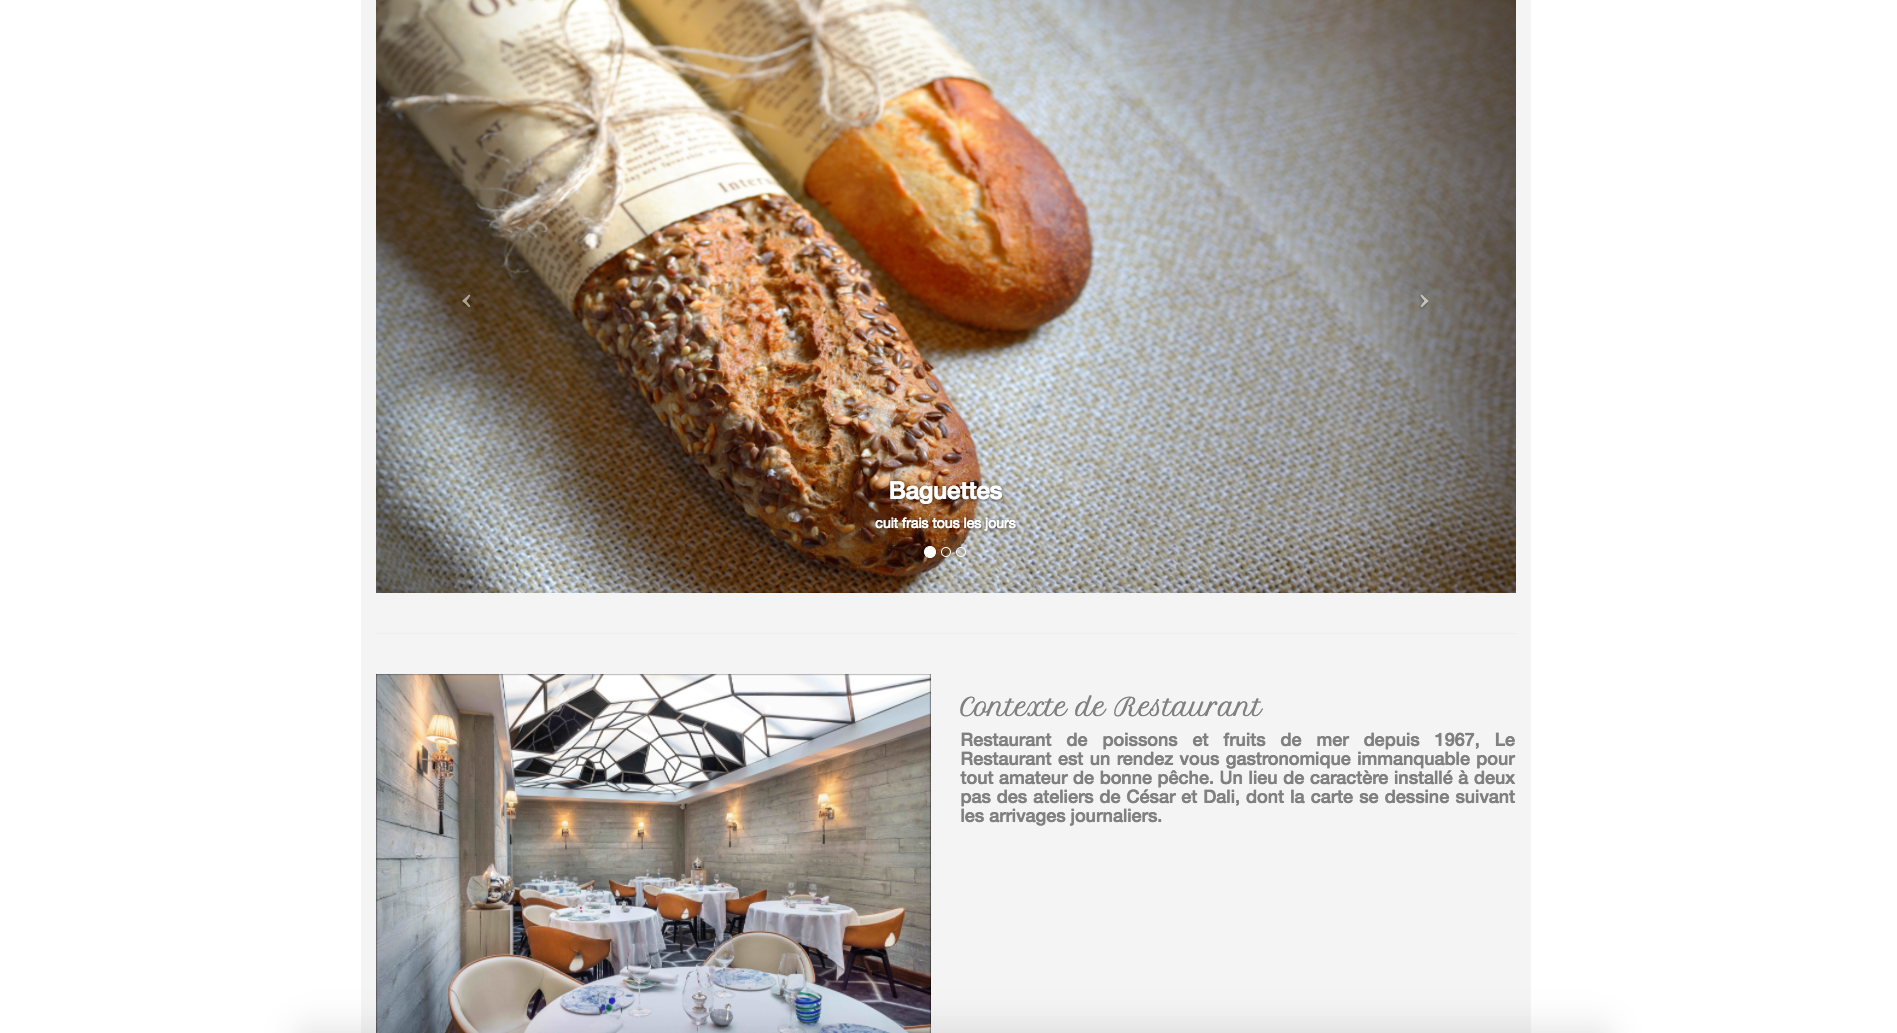 Inter
Baguettes
cuit frais tous les jours
Contexte de Restaurant
Restaurant de poissons et fruits de mer depuis 1967, Le
Restaurant est un rendez vous gastronomique immanquable pour
tout amateur de bonne pêche. Un lieu de caractère installé à deux
pas des ateliers de César et Dali, dont la carte se dessine suivant
les arrivages journaliers.